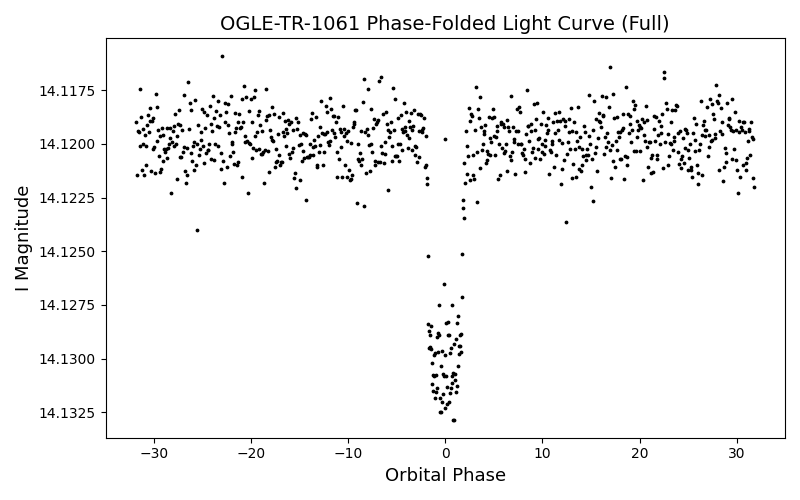 OGLE-TR-1061 Phase-Folded Light Curve (Full)
I Magnitude
14.1175
14.1200
14.1225
14.1250
14.1275
14.1300
14.1325
−30 −20 −10 0 10 20 30
Orbital Phase